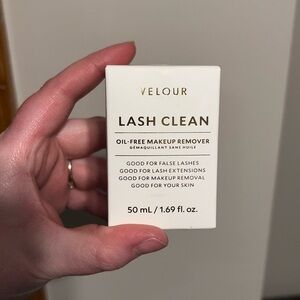 VELOUR
LASH CLEAN
OIL-FREE MAKEUP REMOVER
DÉMAQUILLANT SANS HUILE
GOOD FOR FALSE LASHES
GOOD FOR LASH EXTENSIONS
GOOD FOR MAKEUP REMOVAL
GOOD FOR YOUR SKIN
50 mL / 1.69 fl. oz.